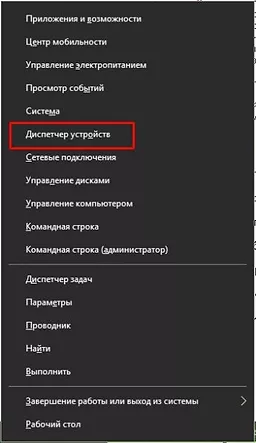 Приложения и возможности
Центр мобильности
Управление электропитанием
Просмотр событий
Система
Диспетчер устройств
Сетевые подключения
Управление дисками
Управление компьютером
Командная строка
Командная строка (администратор)
Диспетчер задач
Параметры
Проводник
Найти
Выполнить
Завершение работы или выход из системы
Рабочий стол